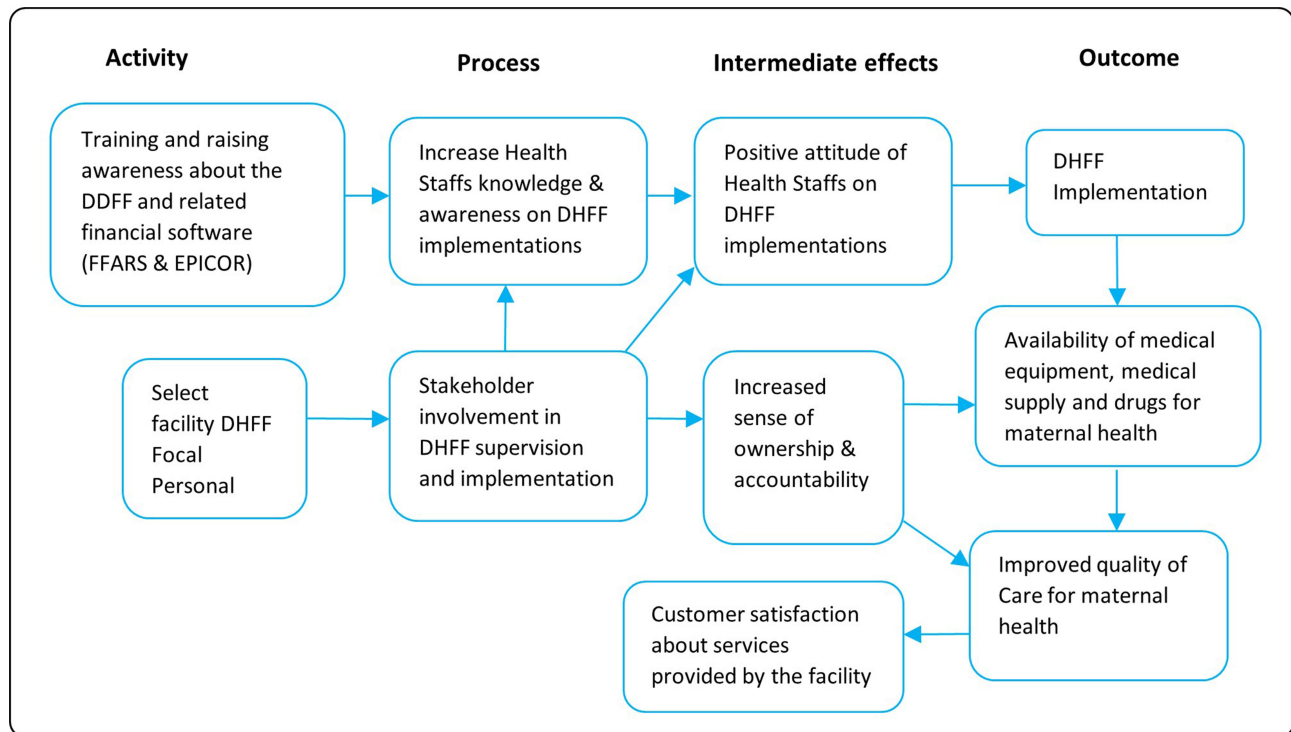 Activity
Process
Intermediate effects
Outcome
Training and raising
awareness about the
DDFF and related
financial software
(FFARS & EPICOR)
Increase Health
Staffs knowledge &
awareness on DHFF
implementations
Positive attitude of
Health Staffs on
DHFF
implementations
DHFF
Implementation
Select
facility DHFF
Focal
Personal
Stakeholder
involvement in
DHFF supervision
and implementation
Increased
sense of
ownership &
accountability
Availability of medical
equipment, medical
supply and drugs for
maternal health
Improved quality of
Care for maternal
health
Customer satisfaction
about services
provided by the facility